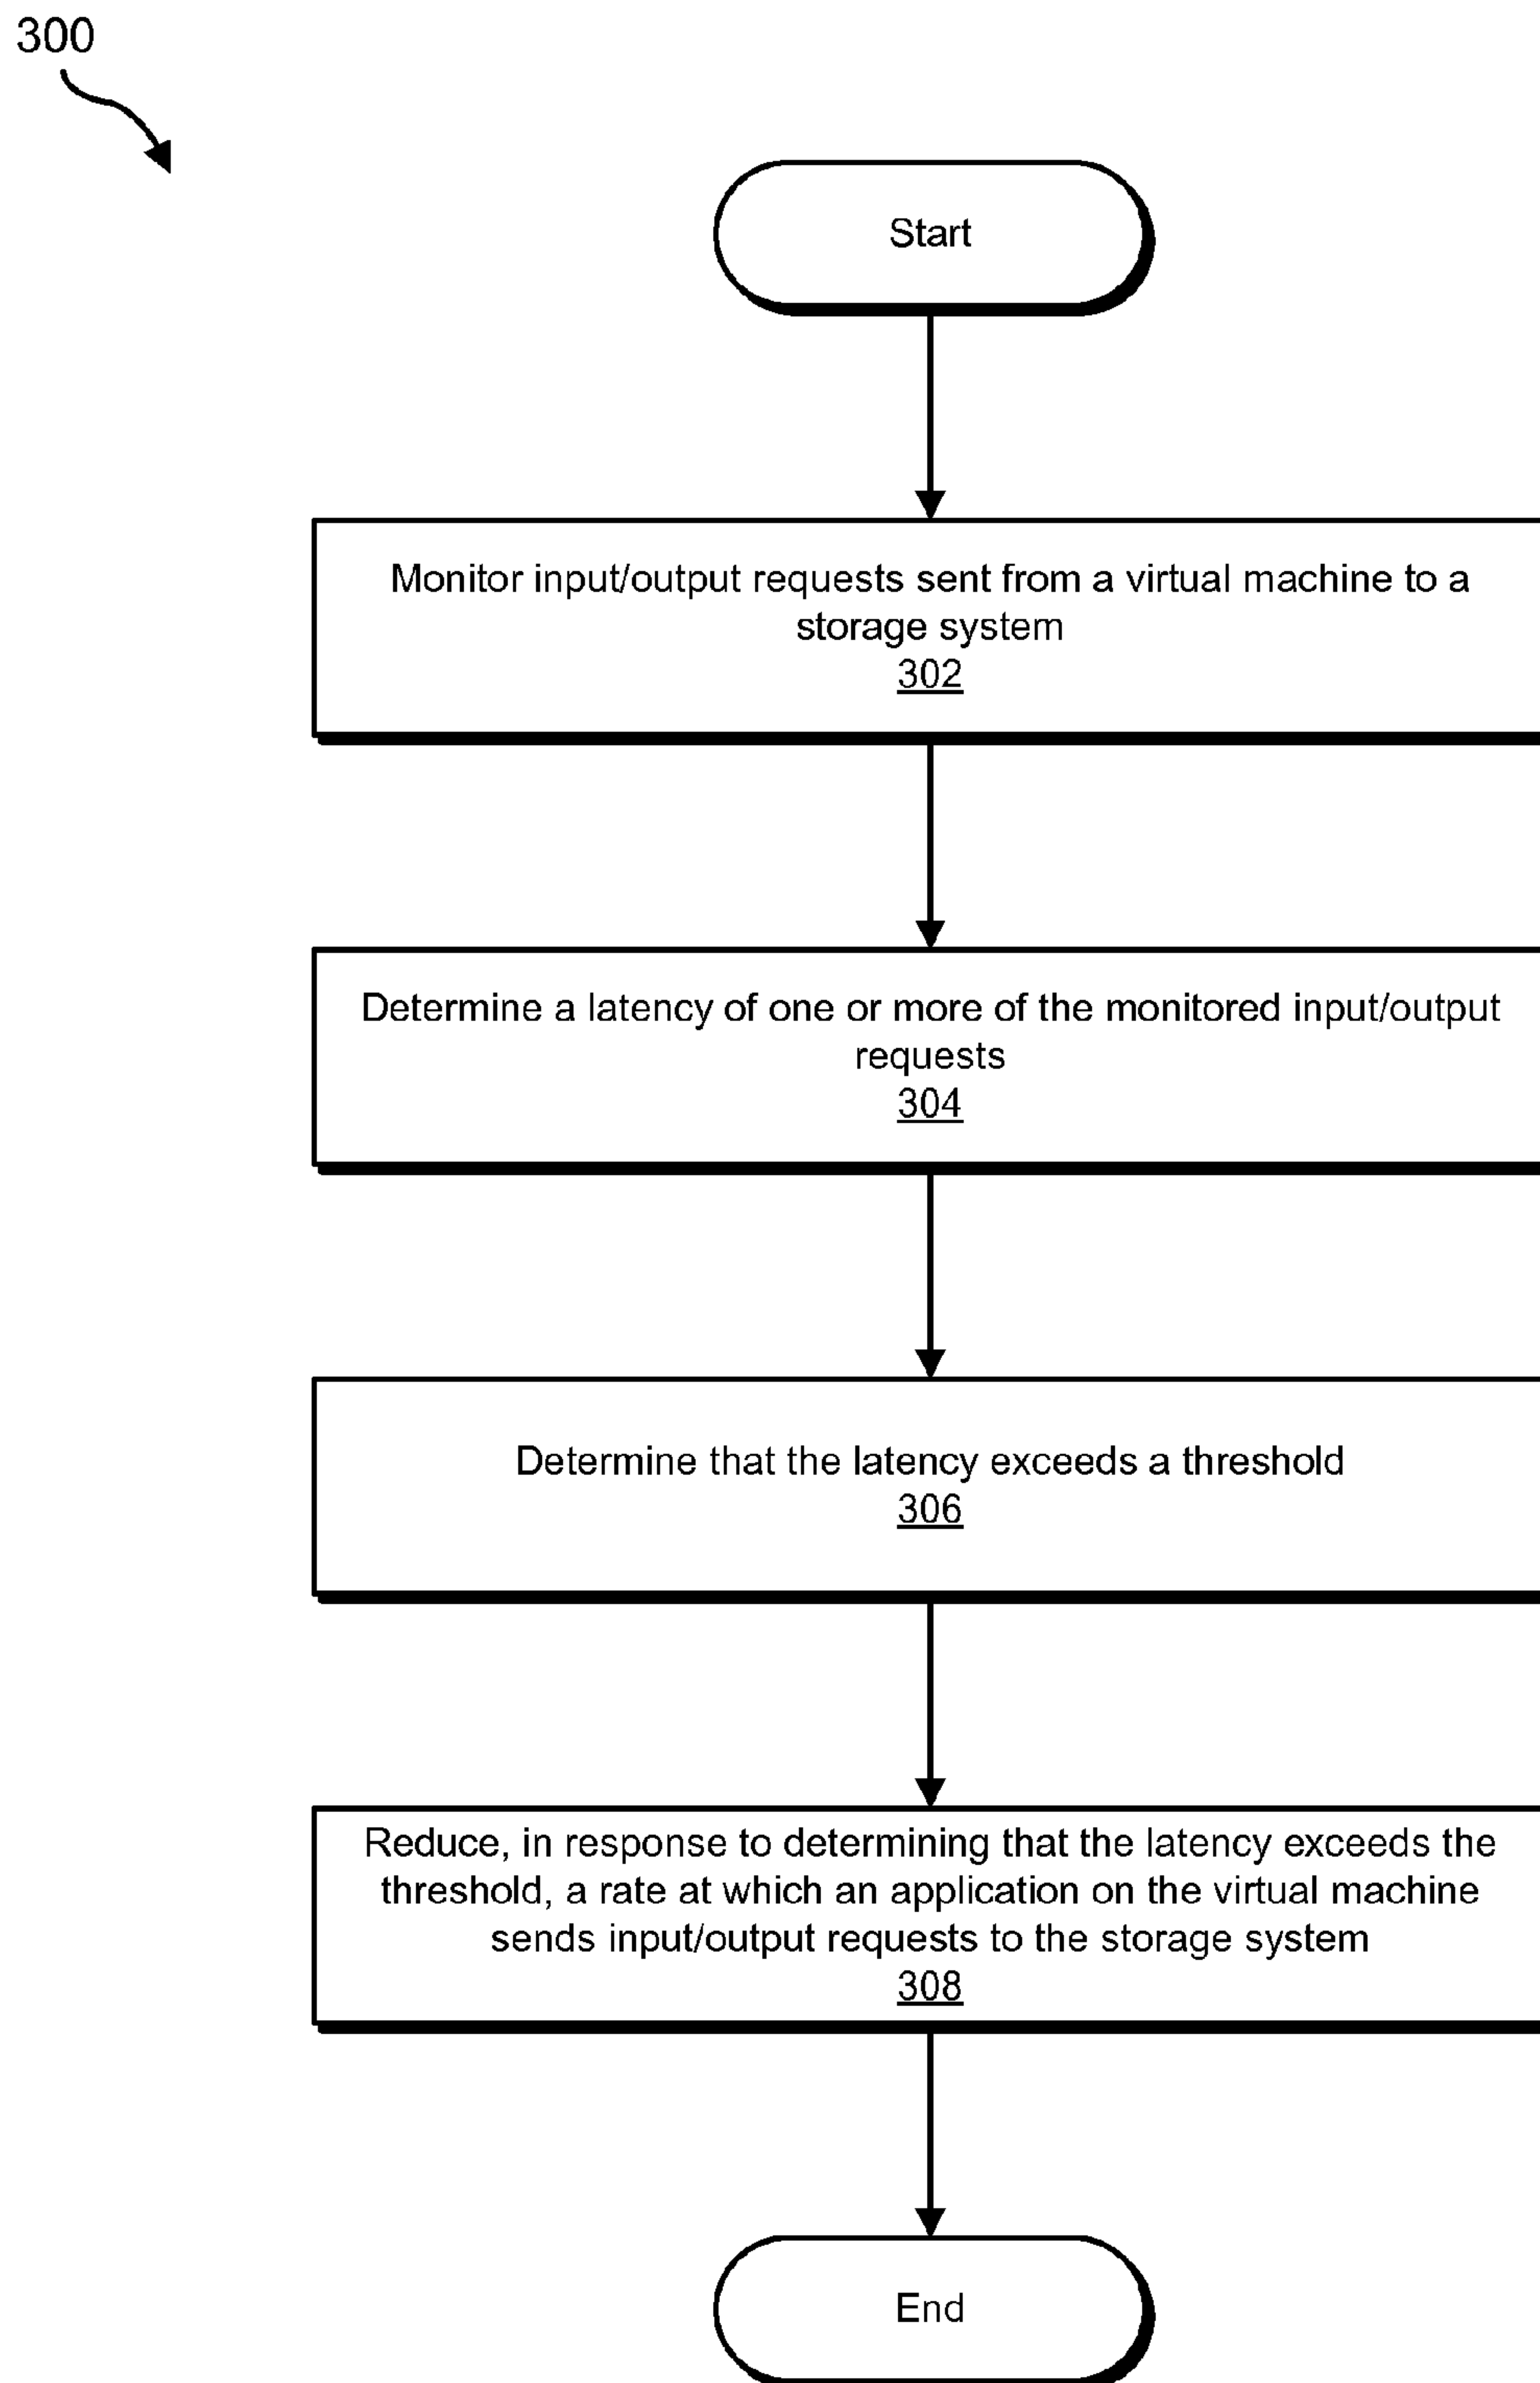 300
Start
Monitor input/output requests sent from a virtual machine to a
storage system
302
Determine a latency of one or more of the monitored input/output
requests
304
Determine that the latency exceeds a threshold
306
Reduce, in response to determining that the latency exceeds the
threshold, a rate at which an application on the virtual machine
sends input/output requests to the storage system
308
End